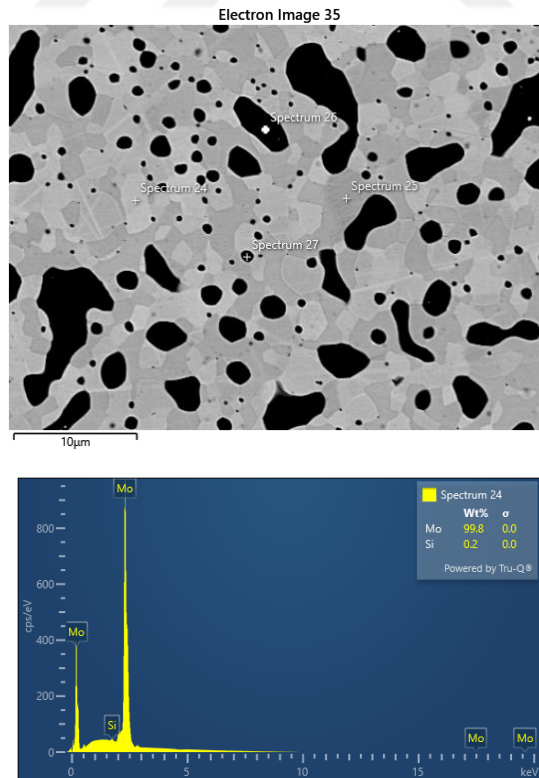 Electron Image 35
Spectrum 26
Spectrum 24
Spectrum 25
Spectrum 27
10µm
Mo
Spectrum 24
Wt% σ
Mo 99.8 0.0
Si 0.2 0.0
Powered by Tru-Q®
800
600
cps/eV
400
Mo
200
Si
Mo
Mo
0
0 5 10 15 keV